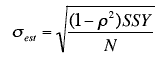 σ_est = √((1-ρ²)SSY / N)